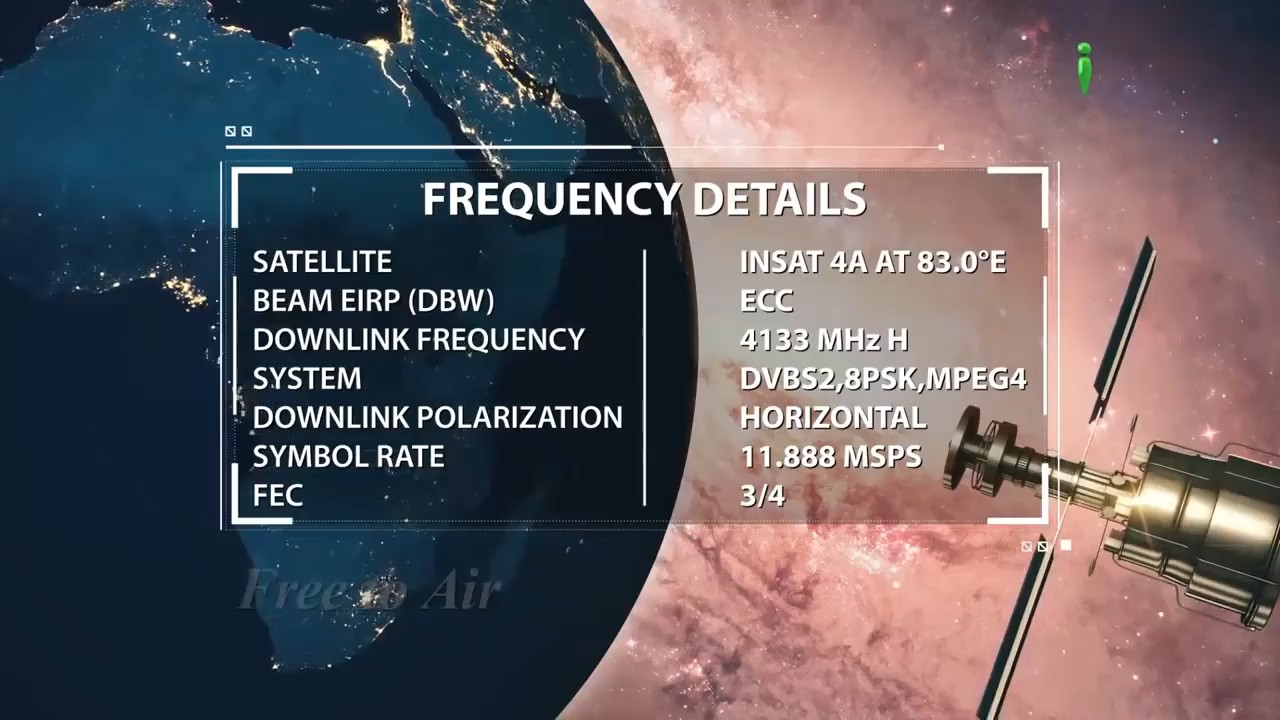 FREQUENCY DETAILS
SATELLITE INSAT 4A AT 83.0°E
BEAM EIRP (DBW) ECC
DOWNLINK FREQUENCY 4133 MHz H
SYSTEM DVBS2,8PSK,MPEG4
DOWNLINK POLARIZATION HORIZONTAL
SYMBOL RATE 11.888 MSPS
FEC 3/4
Free to Air